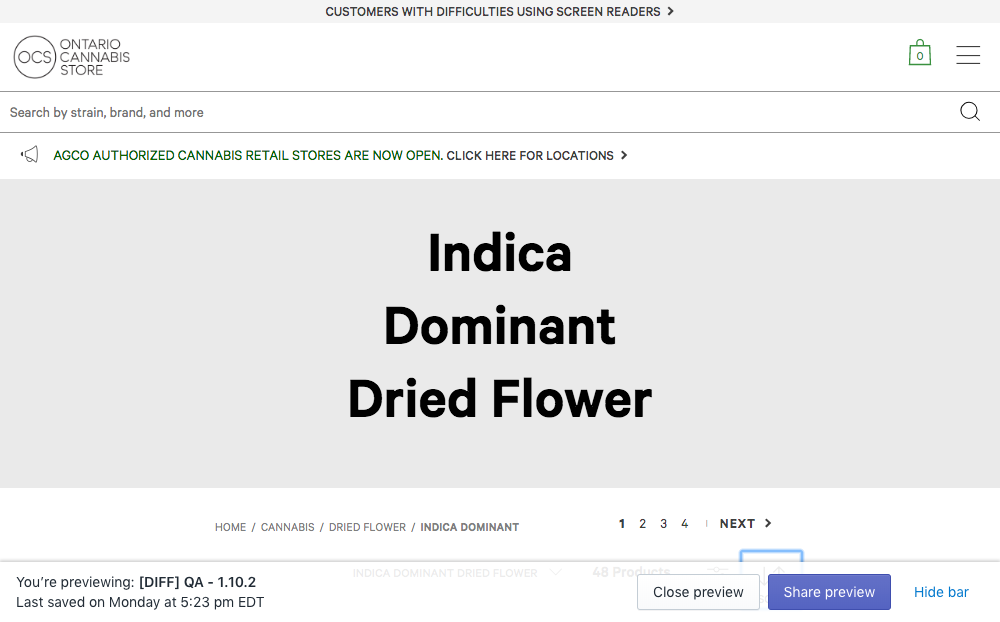 CUSTOMERS WITH DIFFICULTIES USING SCREEN READERS
OCS
ONTARIO
CANNABIS
STORE
0
Search by strain, brand, and more
AGCO AUTHORIZED CANNABIS RETAIL STORES ARE NOW OPEN. CLICK HERE FOR LOCATIONS
Indica
Dominant
Dried Flower
HOME / CANNABIS / DRIED FLOWER / INDICA DOMINANT
1 2 3 4 | NEXT
INDICA DOMINANT DRIED FLOWER
48 Products
You're previewing: [DIFF] QA - 1.10.2
Last saved on Monday at 5:23 pm EDT
Close preview
Share preview
Hide bar